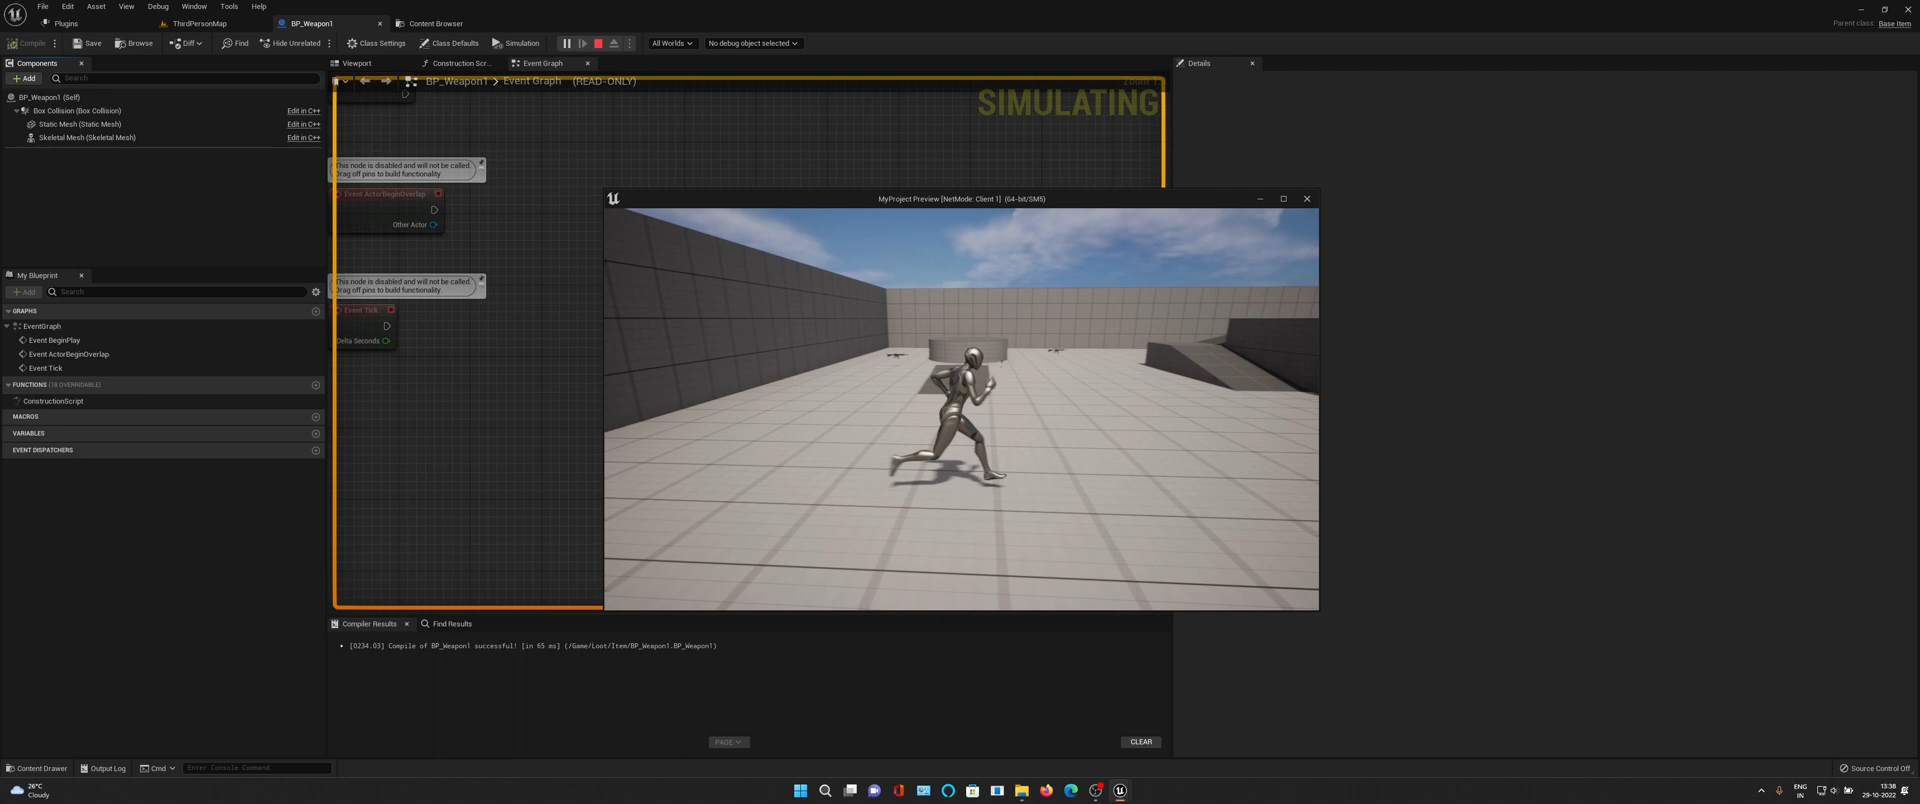 File Edit Asset View Debug Window Tools Help
Plugins ThirdPersonMap BP_Weapon1 Content Browser
Parent class: Base Item
Compile Save Browse Diff Find Hide Unrelated Class Settings Class Defaults Simulation All Worlds No debug object selected
Components Viewport Construction Scr... Event Graph Details
Add Search
BP_Weapon1 > Event Graph (READ-ONLY)
SIMULATING
BP_Weapon1 (Self)
Box Collision (Box Collision) Edit in C++
Static Mesh (Static Mesh) Edit in C++
Skeletal Mesh (Skeletal Mesh) Edit in C++
This node is disabled and will not be called.
Drag off pins to build functionality.
Event ActorBeginOverlap
Other Actor
This node is disabled and will not be called.
Drag off pins to build functionality.
Event Tick
Delta Seconds
MyProject Preview [NetMode: Client 1] (64-bit/SM5)
My Blueprint
Add Search
GRAPHS
EventGraph
Event BeginPlay
Event ActorBeginOverlap
Event Tick
FUNCTIONS (18 OVERRIDABLE)
ConstructionScript
MACROS
VARIABLES
EVENT DISPATCHERS
Compiler Results Find Results
[0234.03] Compile of BP_Weapon1 successful! [in 65 ms] (/Game/Loot/Item/BP_Weapon1.BP_Weapon1)
PAGE CLEAR
Content Drawer Output Log Cmd Enter Console Command Source Control Off
26°C
Cloudy
ENG
IN
13:38
29-10-2022